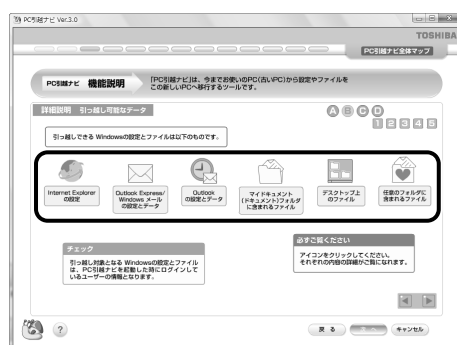 PC引越ナビ Ver.3.0
TOSHIBA
PC引越ナビ全体マップ
PC引越ナビ 機能説明
「PC引越ナビ」は、今までお使いのPC(古いPC)から設定やファイルを
この新しいPCへ移行するツールです。
詳細説明 引っ越し可能なデータ
A B C D
1 2 3 4 5
引っ越しできる Windowsの設定とファイルは以下のものです。
Internet Explorer
の設定
Outlook Express/
Windows メール
の設定とデータ
Outlook
の設定とデータ
マイドキュメント
(ドキュメント)フォルダ
に含まれるファイル
デスクトップ上
のファイル
任意のフォルダに
含まれるファイル
チェック
引っ越し対象となる Windowsの設定とファイル
は、PC引越ナビを起動した時にログインして
いるユーザーの情報となります。
必ずご覧ください
アイコンをクリックしてください。
それぞれの内容の詳細がご覧になれます。
?
戻 る
次 へ
キャンセル